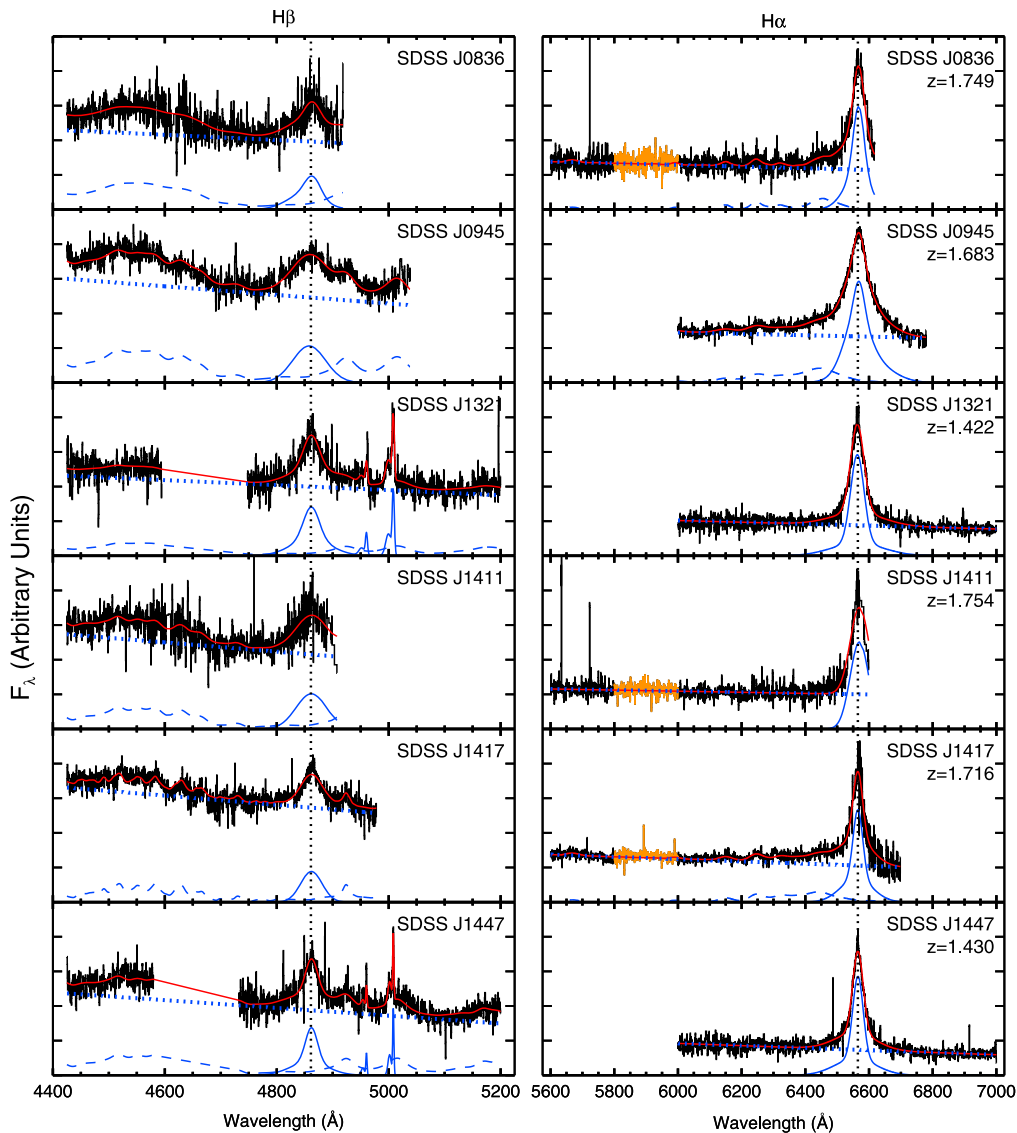 Hβ
Hα
SDSS J0836
SDSS J0836
z=1.749
SDSS J0945
SDSS J0945
z=1.683
SDSS J1321
SDSS J1321
z=1.422
SDSS J1411
SDSS J1411
z=1.754
SDSS J1417
SDSS J1417
z=1.716
SDSS J1447
SDSS J1447
z=1.430
Fλ (Arbitrary Units)
4400 4600 4800 5000 5200
5600 5800 6000 6200 6400 6600 6800 7000
Wavelength (Å)
Wavelength (Å)